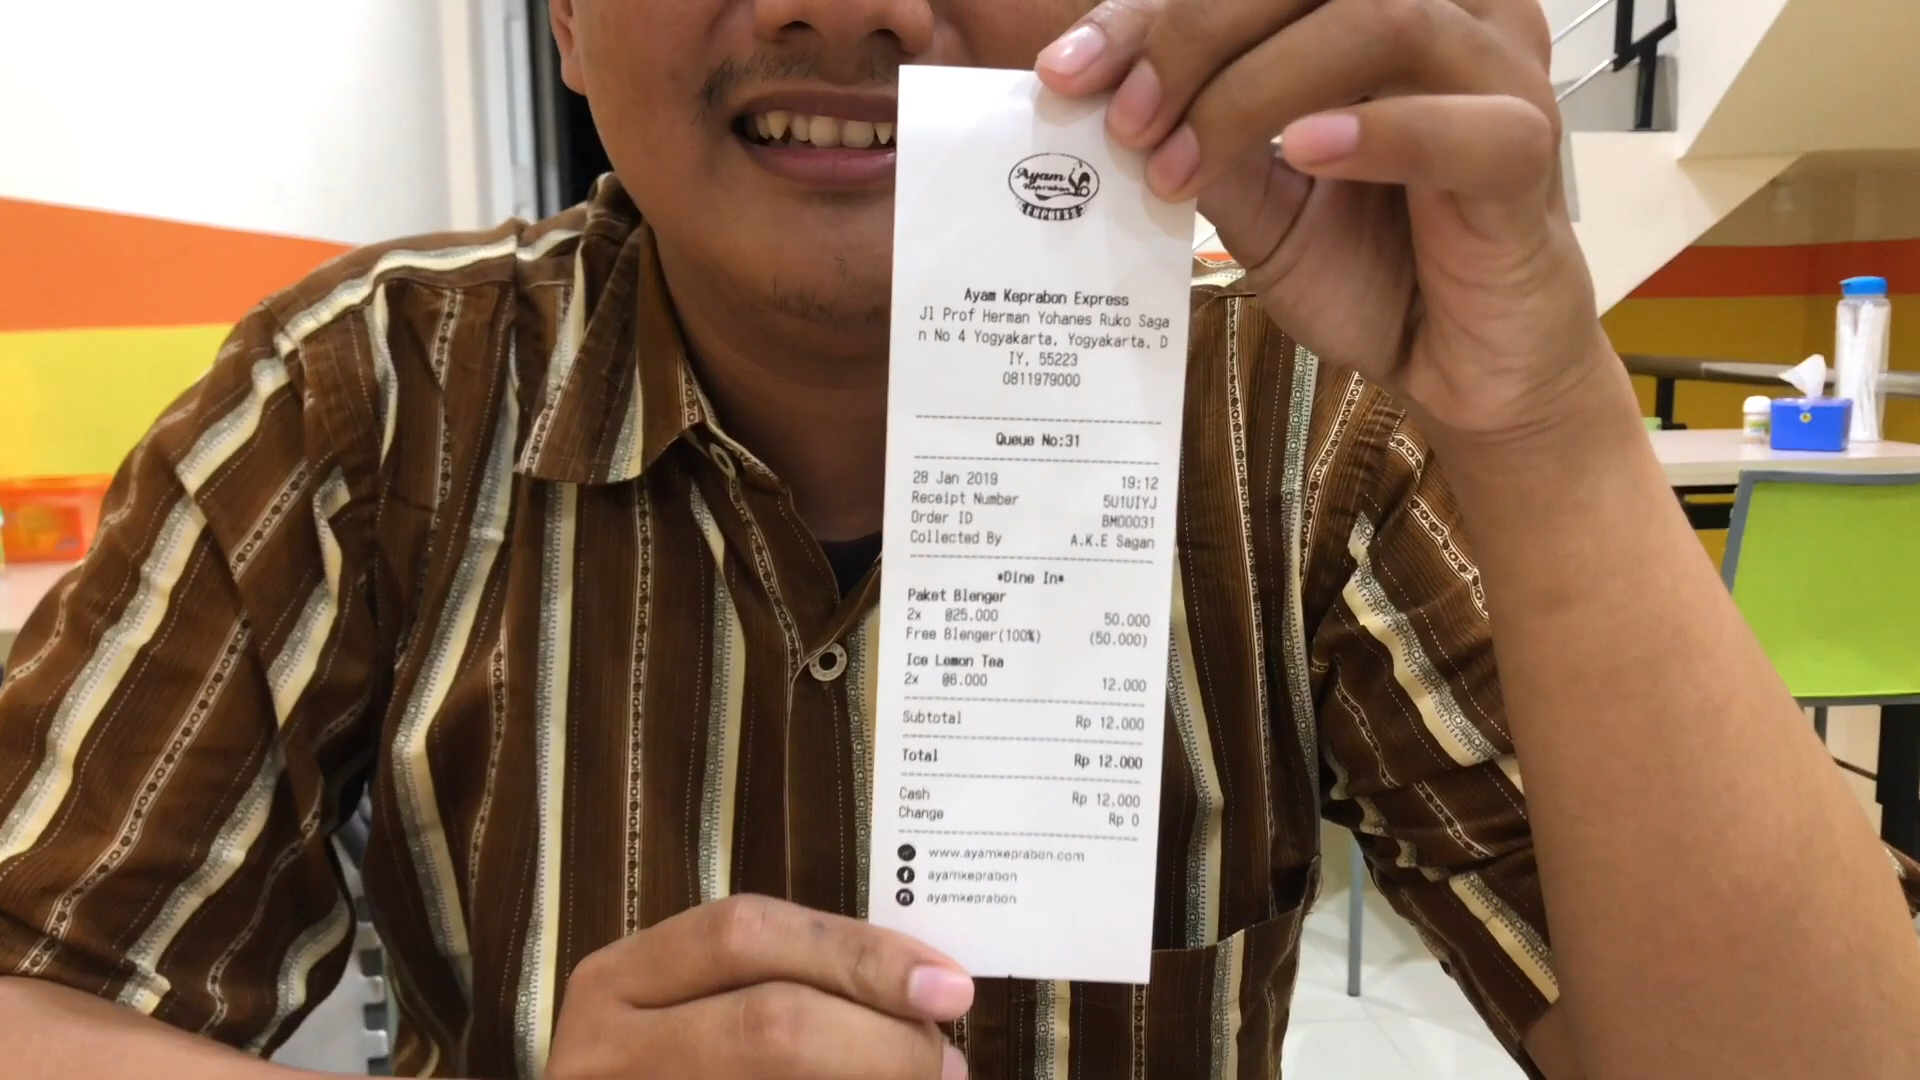 Ayam
Keprabon
EXPRESS
Ayam Keprabon Express
Jl Prof Herman Yohanes Ruko Saga
n No 4 Yogyakarta, Yogyakarta, D
IY, 55223
0811979000
Queue No:31
28 Jan 2019 19:12
Receipt Number 5U1UIYJ
Order ID BM00031
Collected By A.K.E Sagan
*Dine In*
Paket Blenger
2x @25.000 50.000
Free Blenger(100%) (50.000)
Ice Lemon Tea
2x @6.000 12.000
Subtotal Rp 12.000
Total Rp 12.000
Cash Rp 12.000
Change Rp 0
www.ayamkeprabon.com
ayamkeprabon
ayamkeprabon